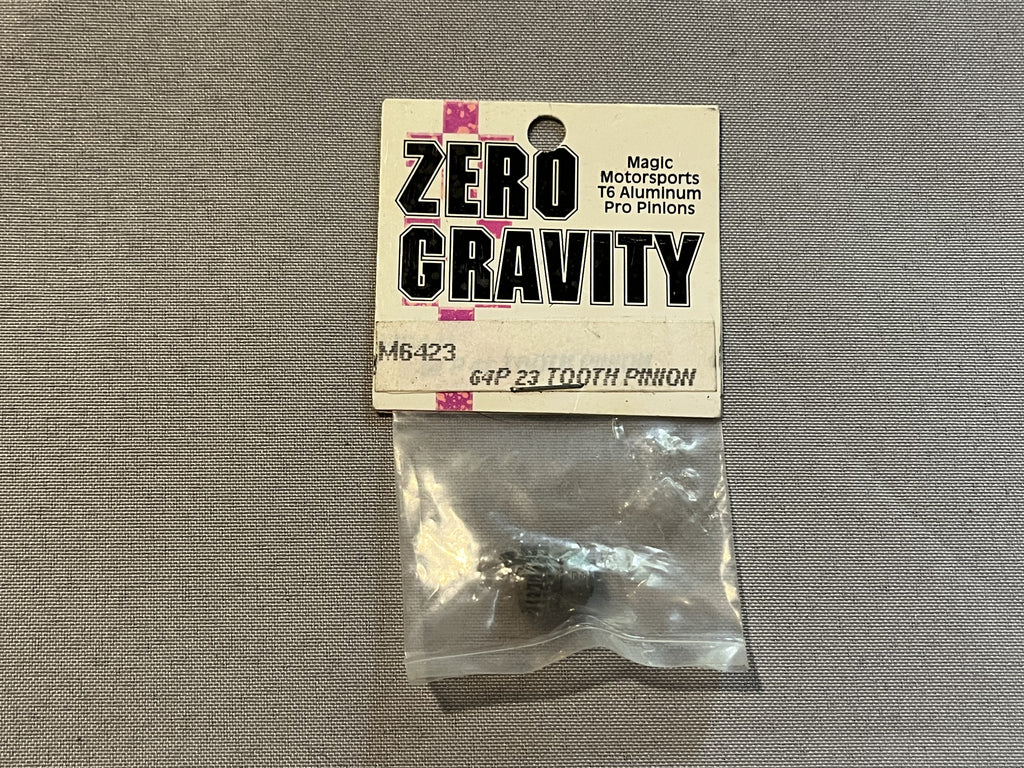 ZERO
GRAVITY
Magic
Motorsports
T6 Aluminum
Pro Pinions
M6423
64P 23 TOOTH PINION